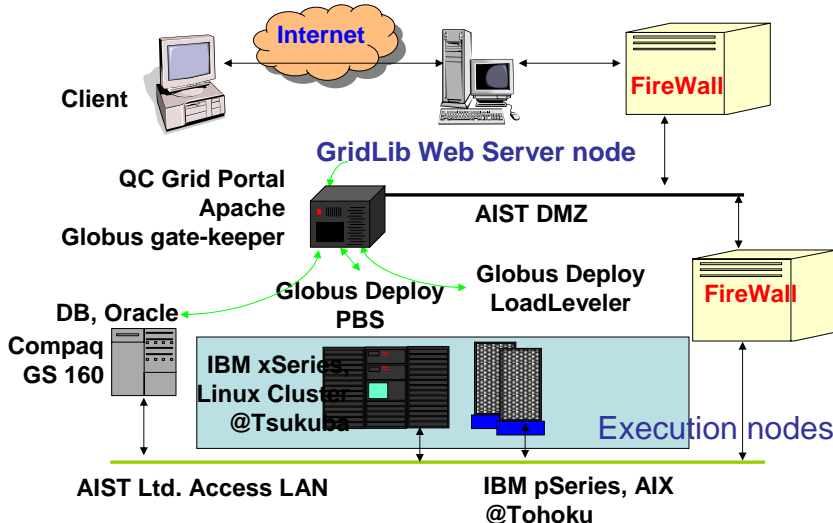 Internet
Client
FireWall
GridLib Web Server node
QC Grid Portal
Apache
Globus gate-keeper
AIST DMZ
Globus Deploy
PBS
Globus Deploy
LoadLeveler
FireWall
DB, Oracle
Compaq
GS 160
IBM xSeries,
Linux Cluster
@Tsukuba
Execution nodes
AIST Ltd. Access LAN
IBM pSeries, AIX
@Tohoku